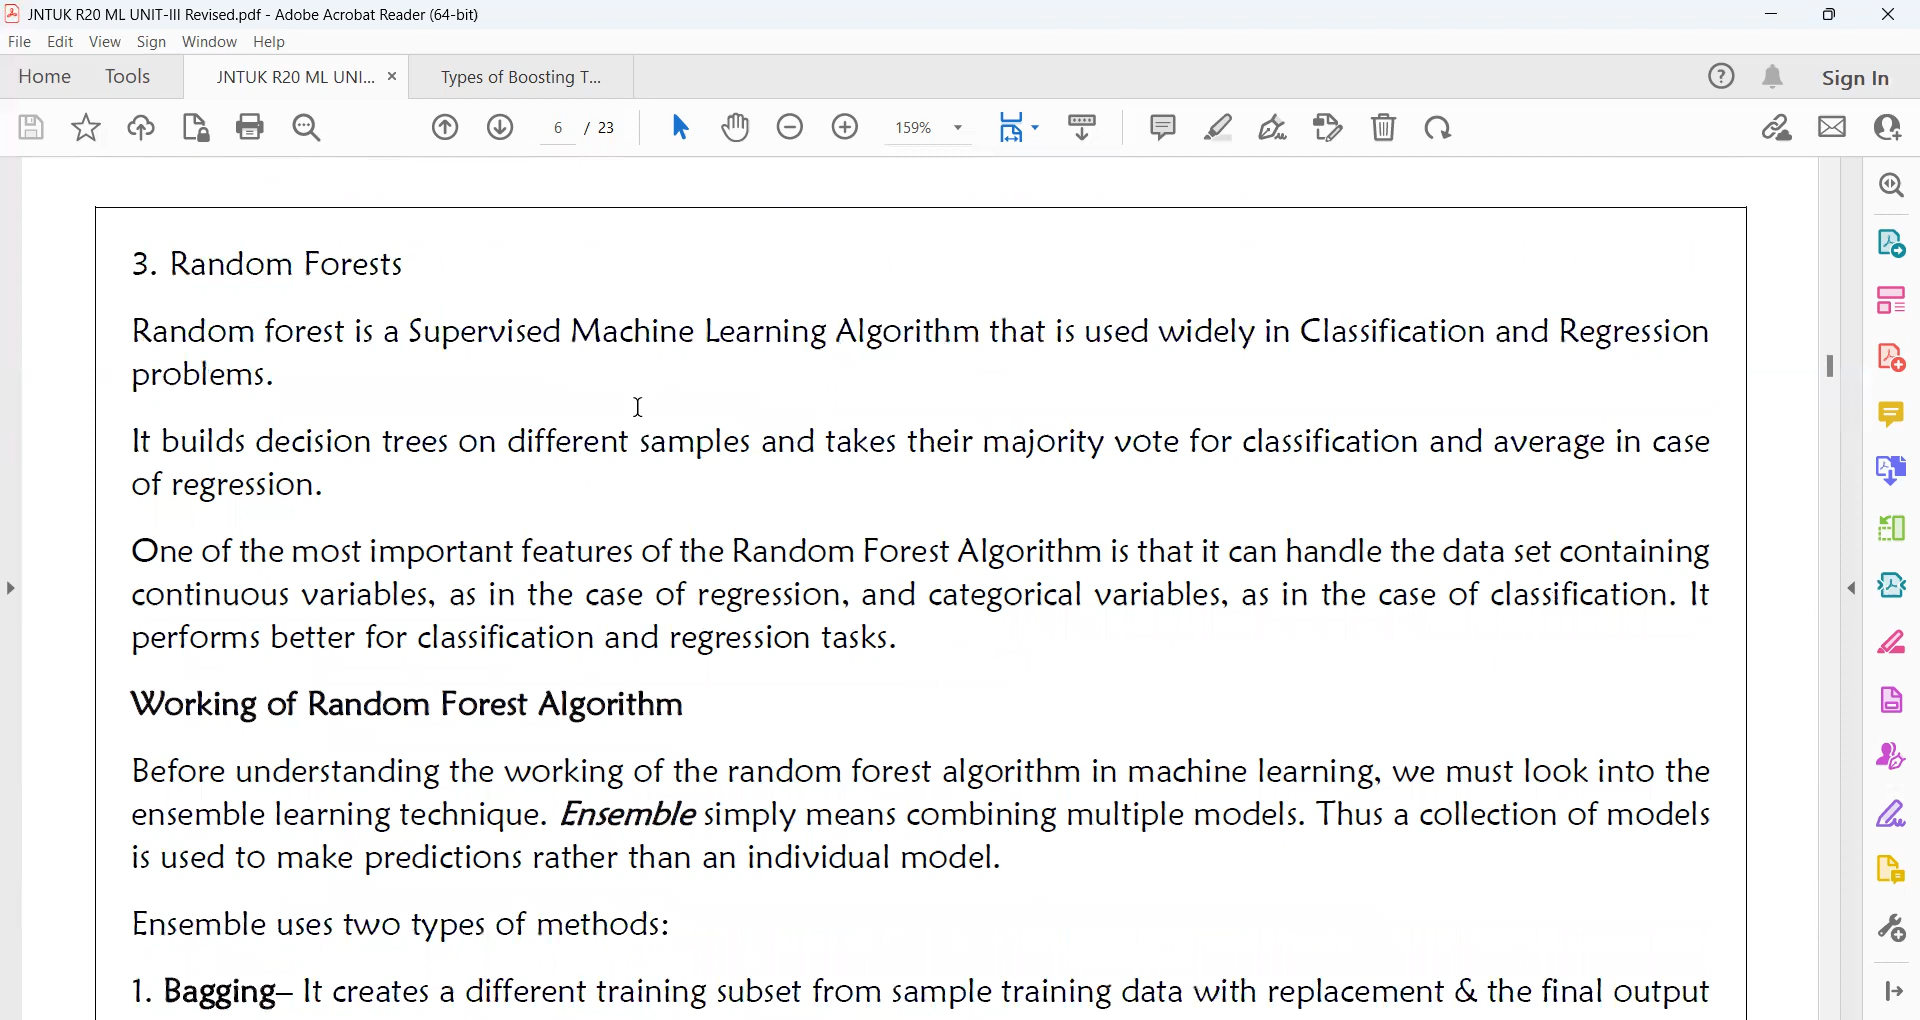 JNTUK R20 ML UNIT-III Revised.pdf - Adobe Acrobat Reader (64-bit)
File Edit View Sign Window Help
Home Tools JNTUK R20 ML UNI... × Types of Boosting T... Sign In
6 / 23 159%
3. Random Forests
Random forest is a Supervised Machine Learning Algorithm that is used widely in Classification and Regression
problems.
It builds decision trees on different samples and takes their majority vote for classification and average in case
of regression.
One of the most important features of the Random Forest Algorithm is that it can handle the data set containing
continuous variables, as in the case of regression, and categorical variables, as in the case of classification. It
performs better for classification and regression tasks.
Working of Random Forest Algorithm
Before understanding the working of the random forest algorithm in machine learning, we must look into the
ensemble learning technique. Ensemble simply means combining multiple models. Thus a collection of models
is used to make predictions rather than an individual model.
Ensemble uses two types of methods:
1. Bagging– It creates a different training subset from sample training data with replacement & the final output